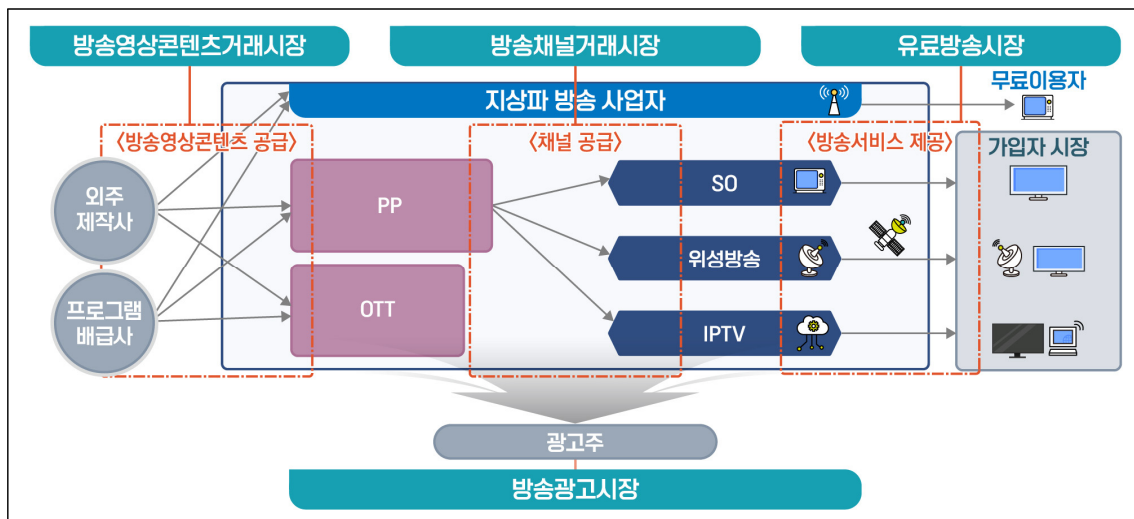 방송영상콘텐츠거래시장
방송채널거래시장
유료방송시장
무료이용자
지상파 방송 사업자
〈방송영상콘텐츠 공급〉
〈채널 공급〉
〈방송서비스 제공〉
가입자 시장
외주
제작사
PP
SO
위성방송
프로그램
배급사
OTT
IPTV
광고주
방송광고시장